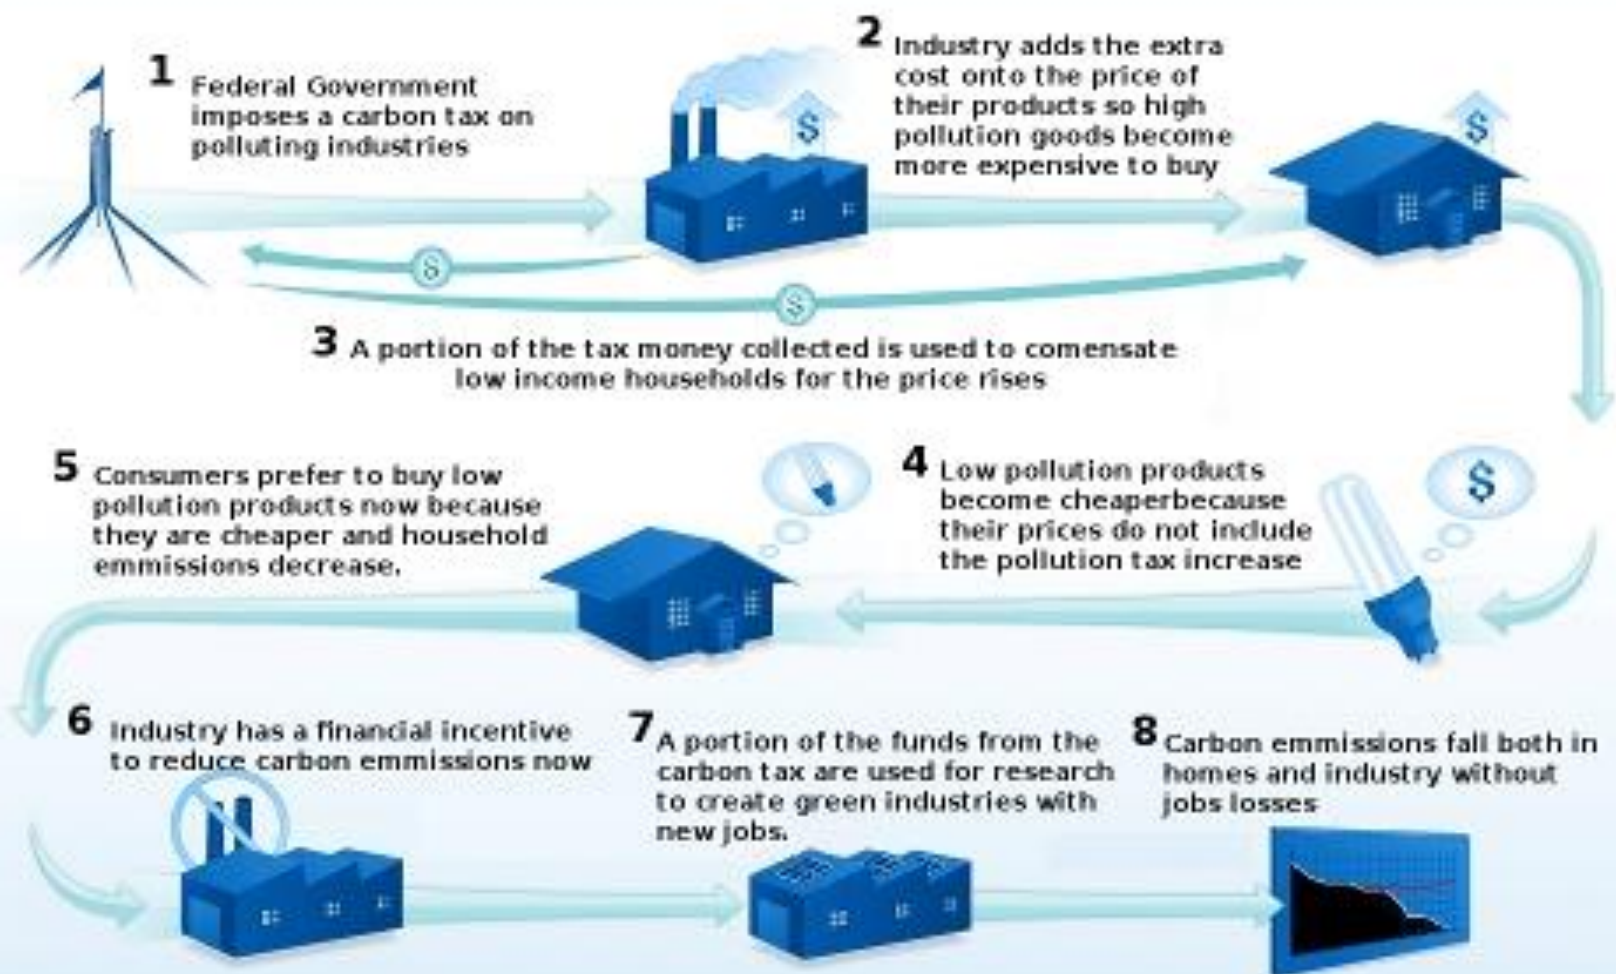 1
Federal Government
imposes a carbon tax on
polluting industries
2
Industry adds the extra
cost onto the price of
their products so high
pollution goods become
more expensive to buy
$
$
$
$
3 A portion of the tax money collected is used to comensate
low income households for the price rises
4 Low pollution products
become cheaperbecause
their prices do not include
the pollution tax increase
$
5 Consumers prefer to buy low
pollution products now because
they are cheaper and household
emmissions decrease.
6 Industry has a financial incentive
to reduce carbon emmissions now
7 A portion of the funds from the
carbon tax are used for research
to create green industries with
new jobs.
8 Carbon emmissions fall both in
homes and industry without
jobs losses